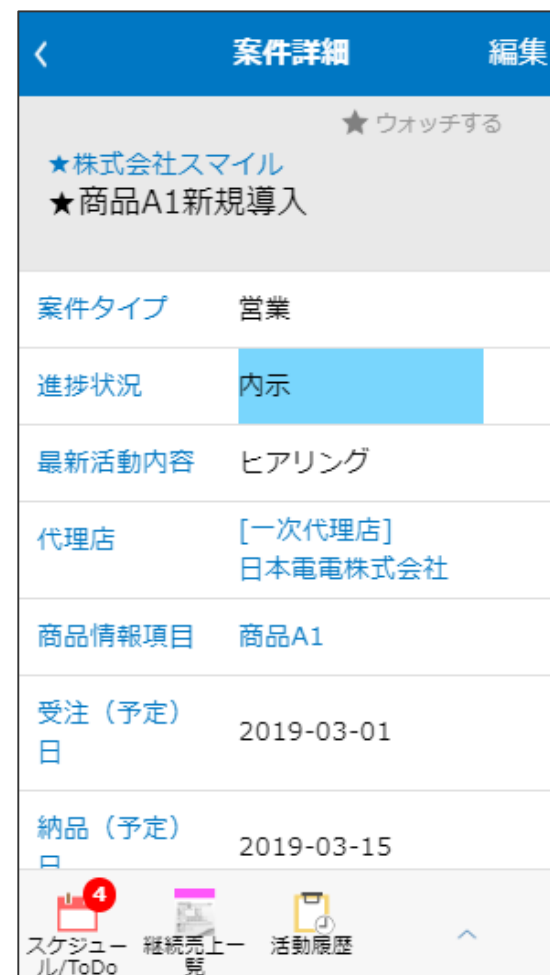 案件詳細 編集
★ ウォッチする
★株式会社スマイル
★商品A1新規導入
案件タイプ 営業
進捗状況 内示
最新活動内容 ヒアリング
代理店 [一次代理店]
日本電電株式会社
商品情報項目 商品A1
受注（予定）
日 2019-03-01
納品（予定）
日 2019-03-15
4
スケジュー 継続売上一 活動履歴
ル/ToDo 覧